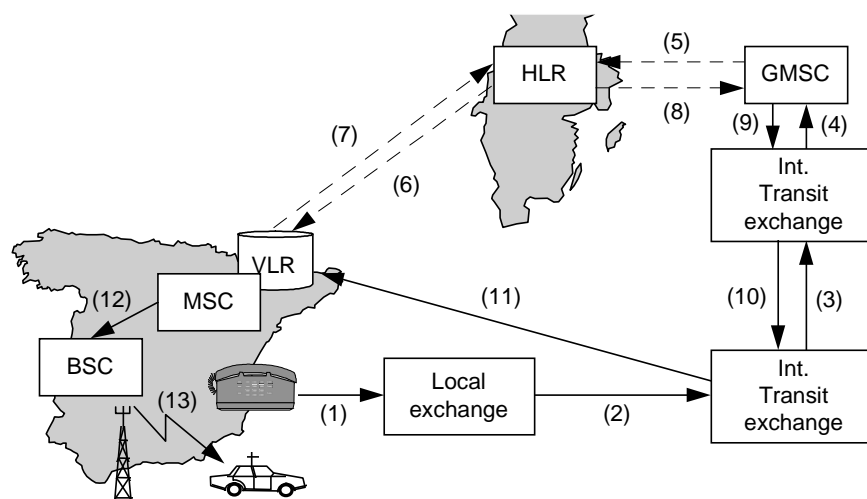 (5)
HLR
GMSC
(8)
(7)
(9)
(4)
(6)
Int.
Transit
exchange
VLR
(11)
(12)
MSC
(10)
(3)
BSC
Local
exchange
Int.
Transit
exchange
(13)
(1)
(2)